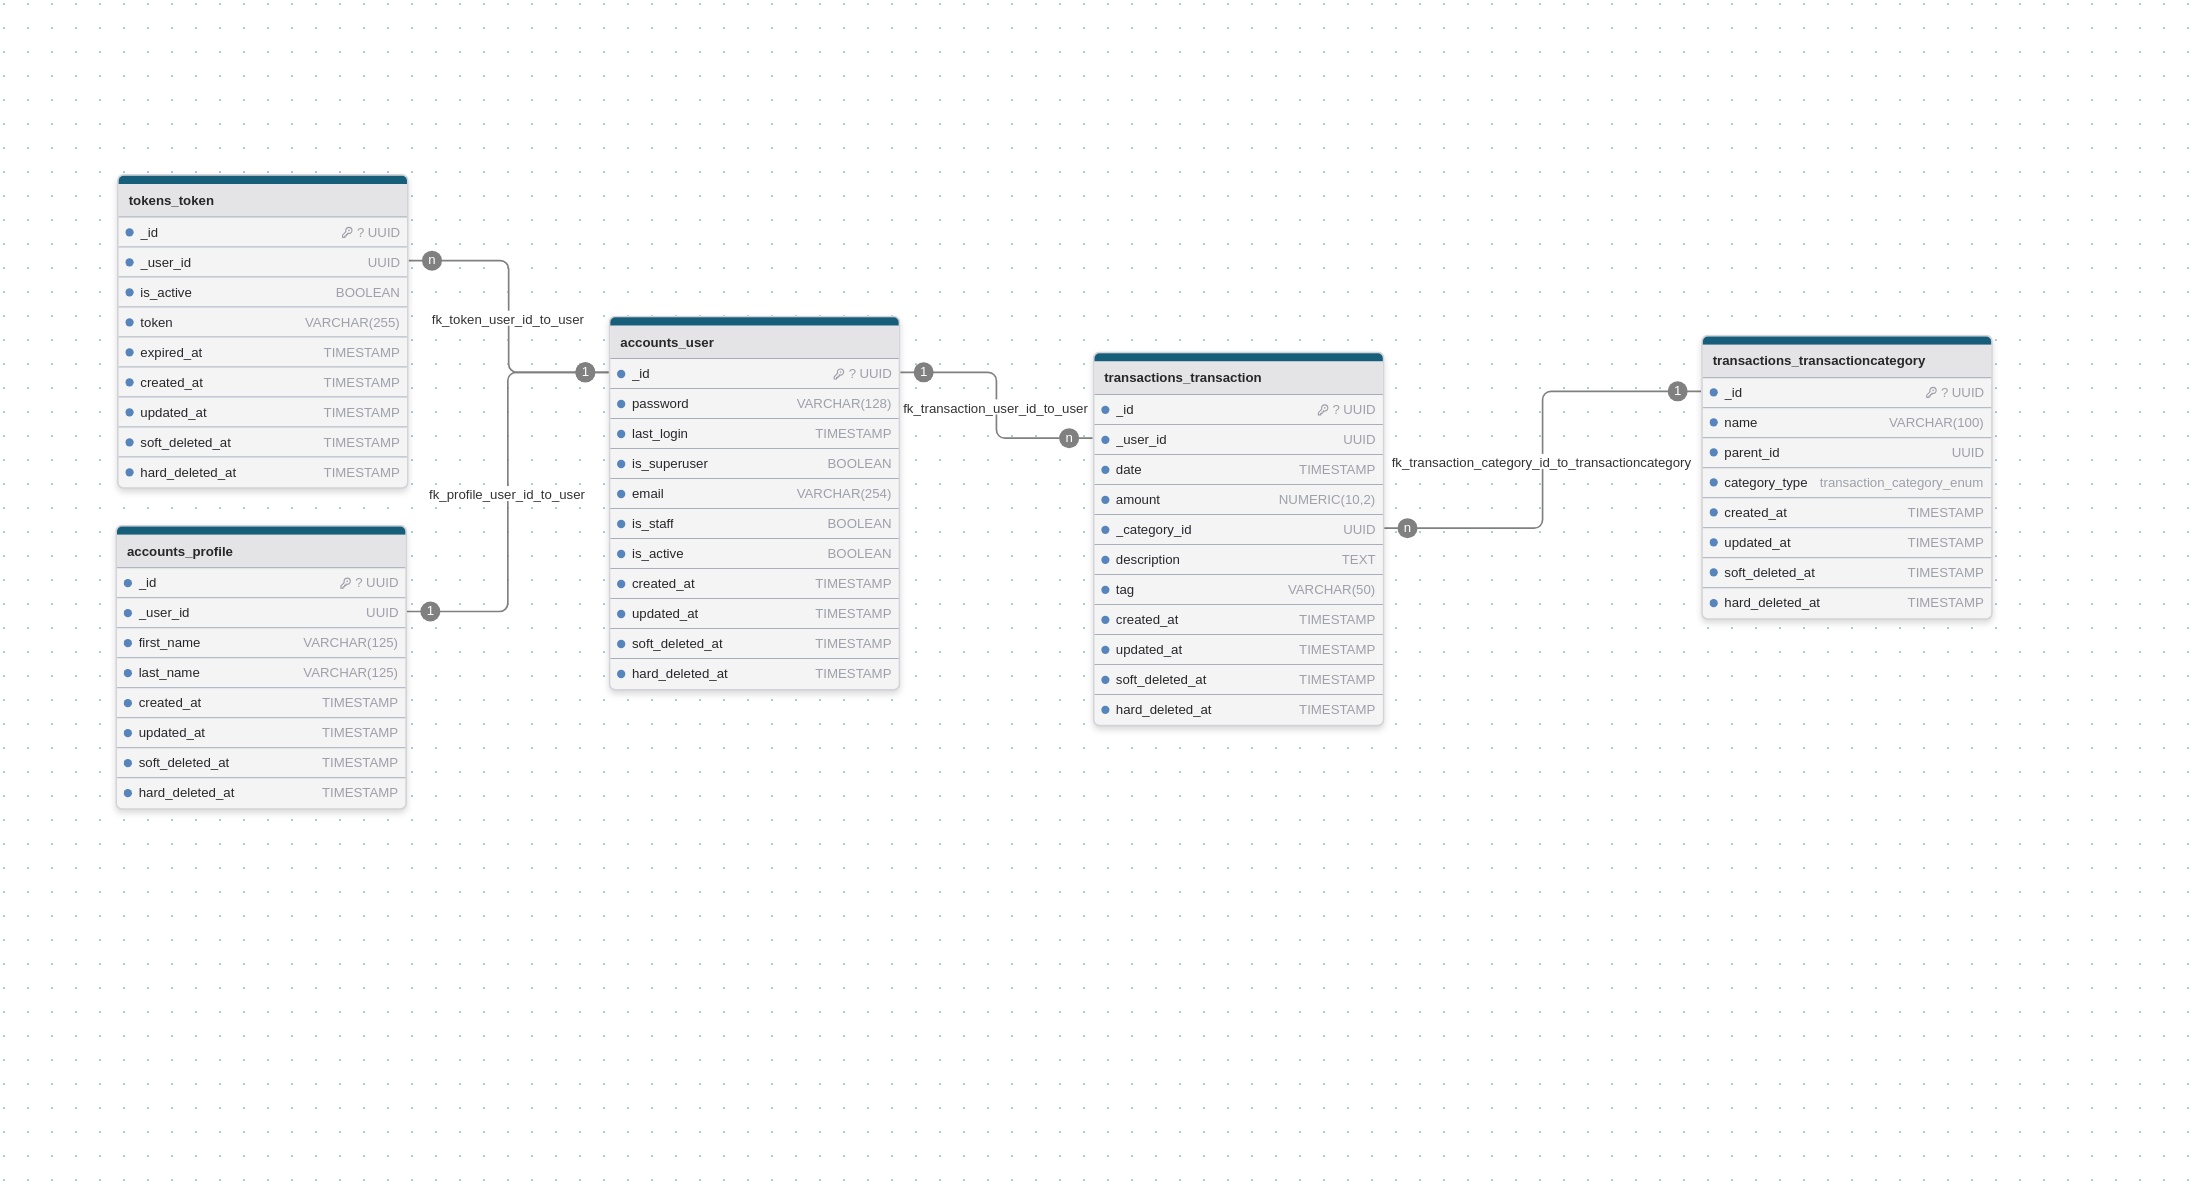 tokens_token
_id ? UUID
_user_id UUID
is_active BOOLEAN
token VARCHAR(255)
expired_at TIMESTAMP
created_at TIMESTAMP
updated_at TIMESTAMP
soft_deleted_at TIMESTAMP
hard_deleted_at TIMESTAMP
accounts_profile
_id ? UUID
_user_id UUID
first_name VARCHAR(125)
last_name VARCHAR(125)
created_at TIMESTAMP
updated_at TIMESTAMP
soft_deleted_at TIMESTAMP
hard_deleted_at TIMESTAMP
n
fk_token_user_id_to_user
1
fk_profile_user_id_to_user
1
accounts_user
_id ? UUID
password VARCHAR(128)
last_login TIMESTAMP
is_superuser BOOLEAN
email VARCHAR(254)
is_staff BOOLEAN
is_active BOOLEAN
created_at TIMESTAMP
updated_at TIMESTAMP
soft_deleted_at TIMESTAMP
hard_deleted_at TIMESTAMP
1
fk_transaction_user_id_to_user
n
transactions_transaction
_id ? UUID
_user_id UUID
date TIMESTAMP
amount NUMERIC(10,2)
_category_id UUID
description TEXT
tag VARCHAR(50)
created_at TIMESTAMP
updated_at TIMESTAMP
soft_deleted_at TIMESTAMP
hard_deleted_at TIMESTAMP
1
fk_transaction_category_id_to_transactioncategory
n
transactions_transactioncategory
_id ? UUID
name VARCHAR(100)
parent_id UUID
category_type transaction_category_enum
created_at TIMESTAMP
updated_at TIMESTAMP
soft_deleted_at TIMESTAMP
hard_deleted_at TIMESTAMP